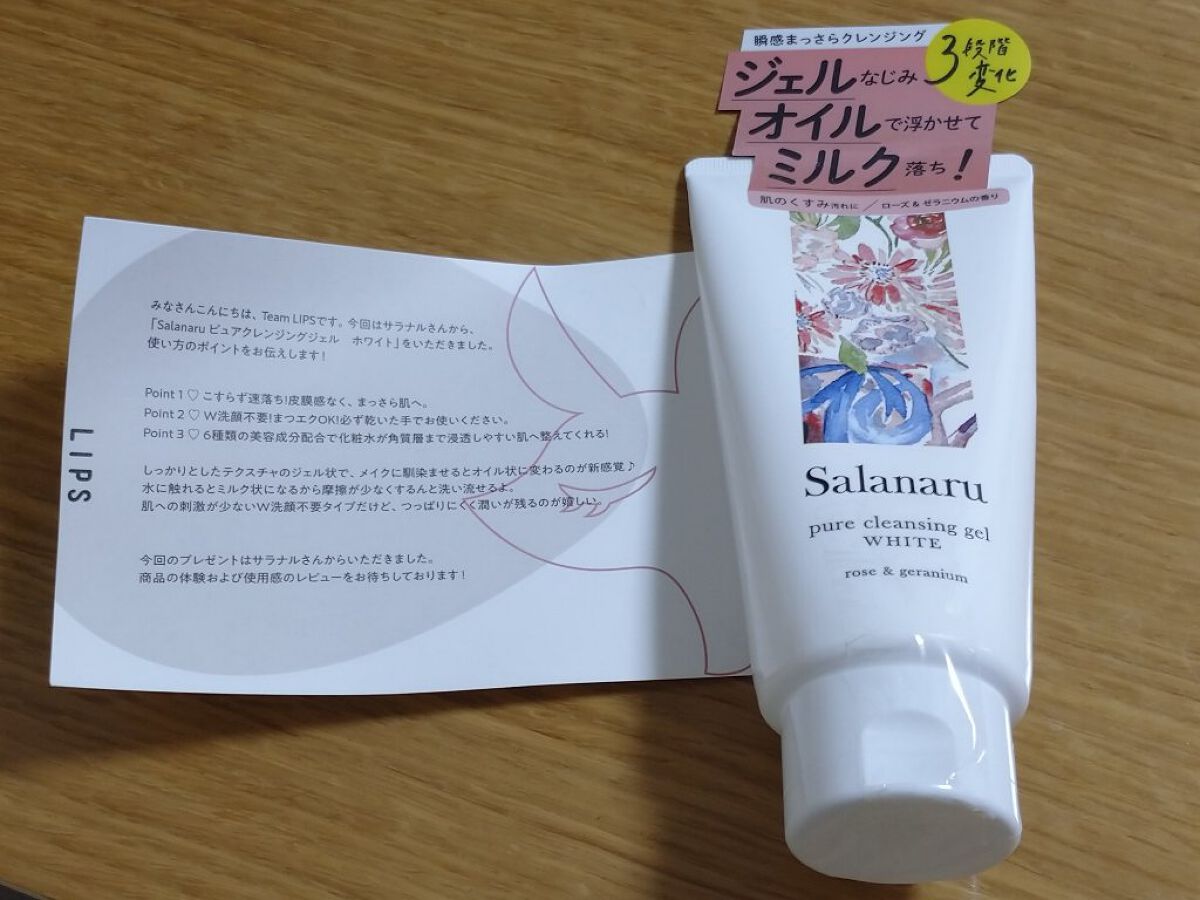 瞬感まっさらクレンジング
3段階
変化
ジェルなじみ
オイルで浮かせて
ミルク落ち!
肌のくすみ汚れに / ローズ&ゼラニウムの香り
みなさんこんにちは、Team LIPSです。今回はサラナルさんから、
「Salanaru ピュアクレンジングジェル　ホワイト」をいただきました。
使い方のポイントをお伝えします!
Point 1 ♡ こすらず速落ち!皮膜感なく、まっさら肌へ。
Point 2 ♡ W洗顔不要!まつエクOK!必ず乾いた手でお使いください。
Point 3 ♡ 6種類の美容成分配合で化粧水が角質層まで浸透しやすい肌へ整えてくれる!
しっかりとしたテクスチャのジェル状で、メイクに馴染ませるとオイル状に変わるのが新感覚♪
水に触れるとミルク状になるから摩擦が少なくするんと洗い流せるよ。
肌への刺激が少ないW洗顔不要タイプだけど、つっぱりにくく潤いが残るのが嬉しい。
今回のプレゼントはサラナルさんからいただきました。
商品の体験および使用感のレビューをお待ちしております!
LIPS
Salanaru
pure cleansing gel
WHITE
rose & geranium